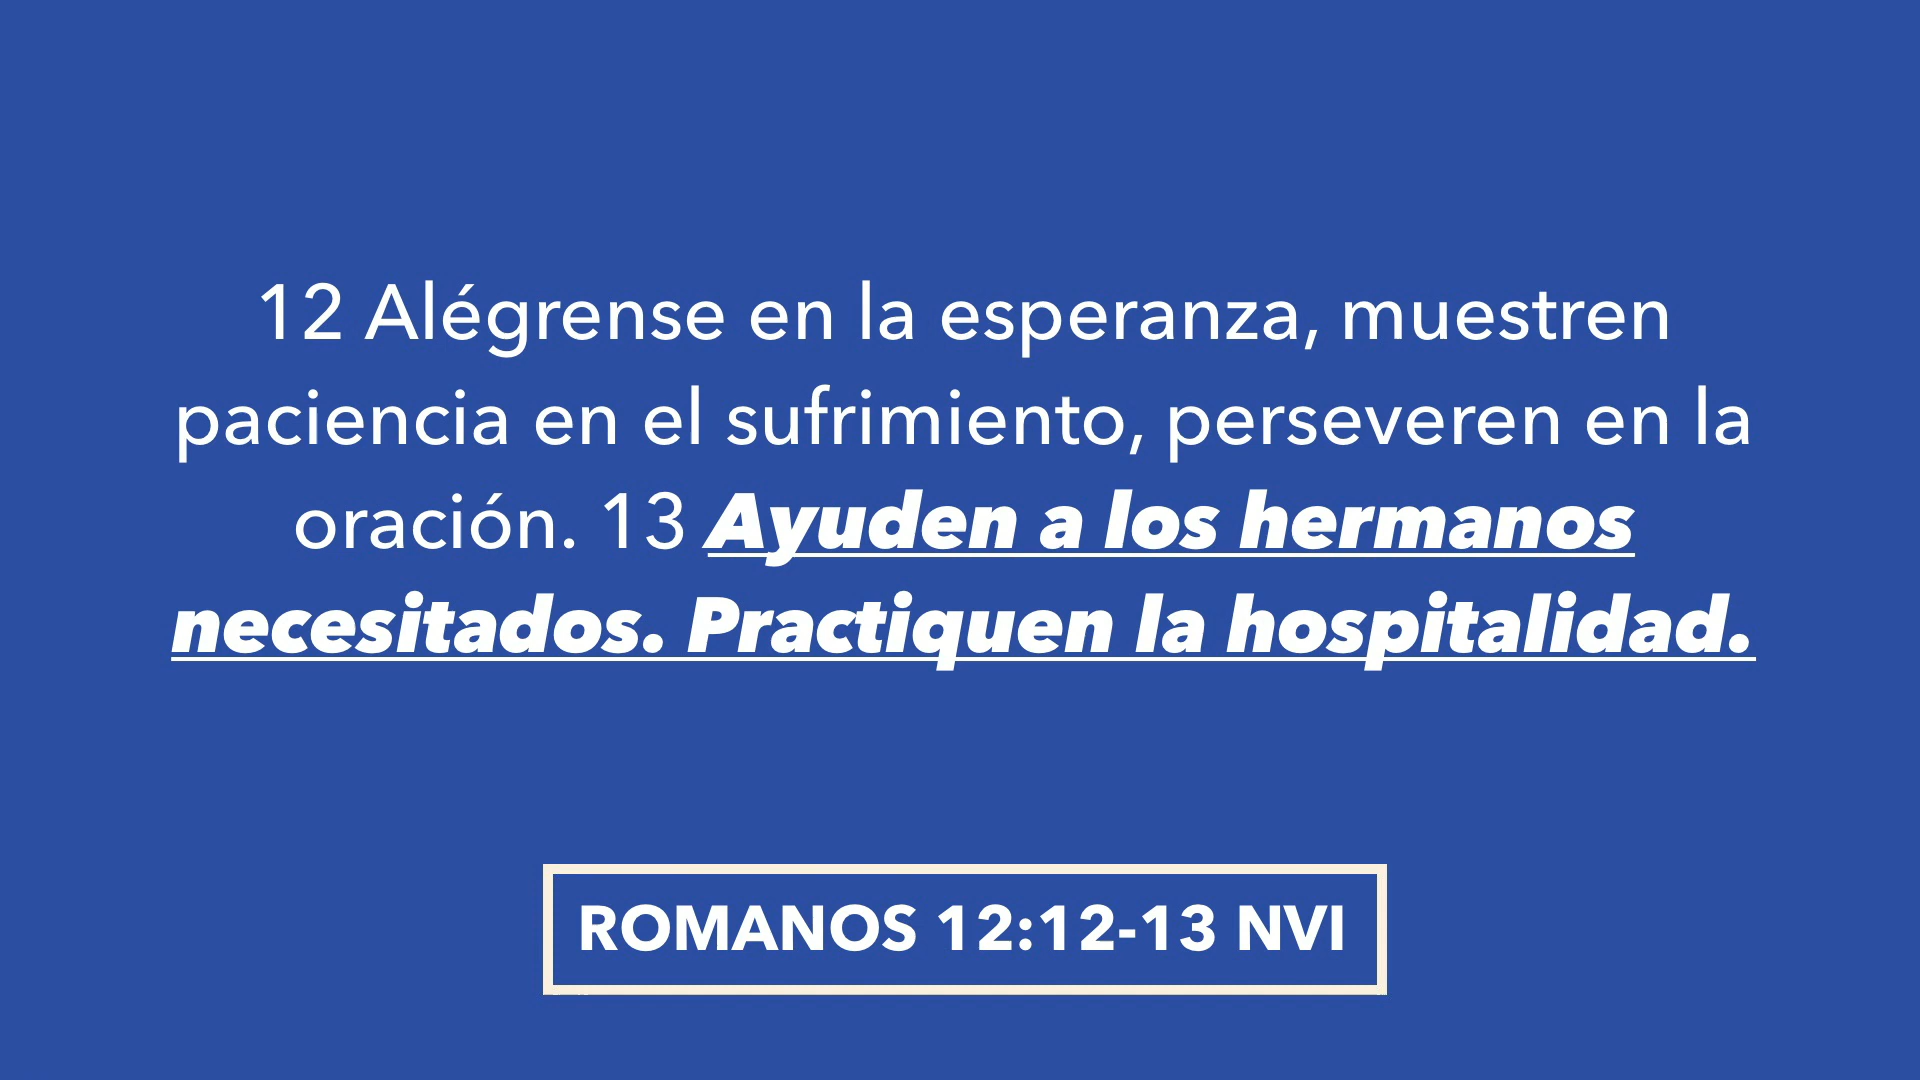 12 Alégrense en la esperanza, muestren
paciencia en el sufrimiento, perseveren en la
oración. 13 Ayuden a los hermanos
necesitados. Practiquen la hospitalidad.
ROMANOS 12:12-13 NVI